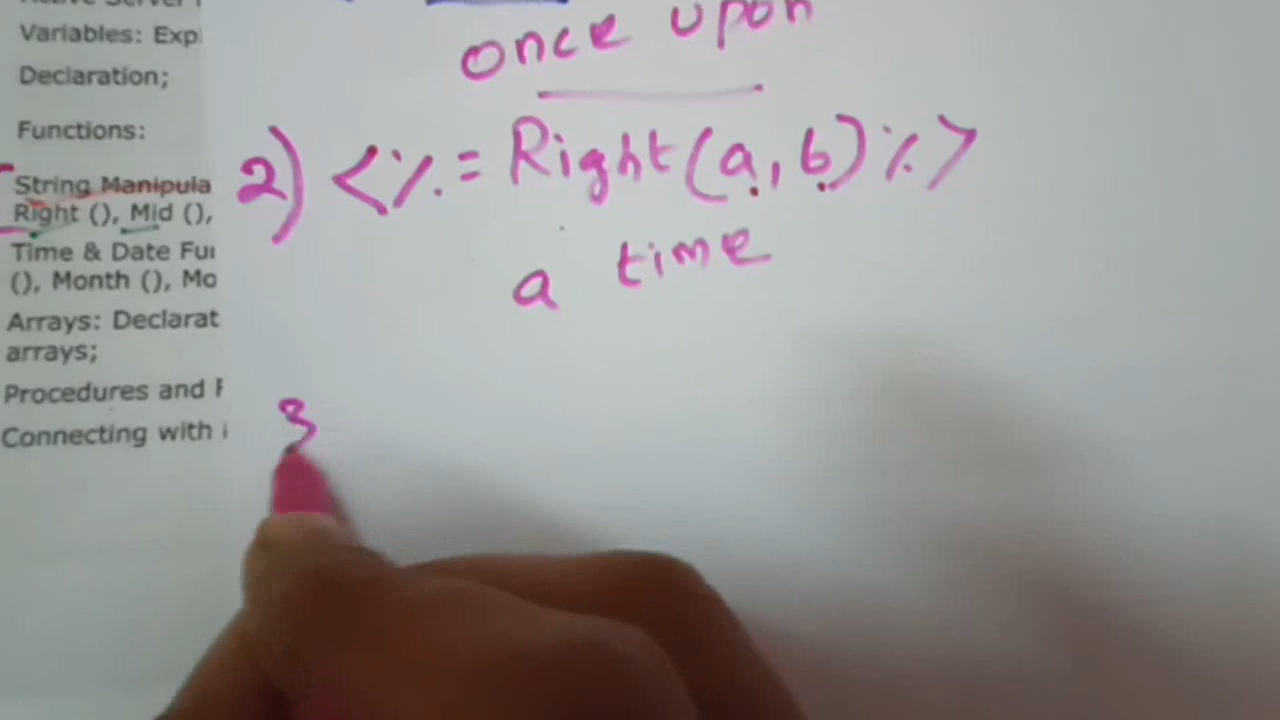 Variables: Exp
Declaration;
Functions:
String Manipula
Right (), Mid (),
Time & Date Fu
(), Month (), Mo
Arrays: Declarat
arrays;
Procedures and F
Connecting with i
once upon
2) <%= Right(a, b) %>
a time
3